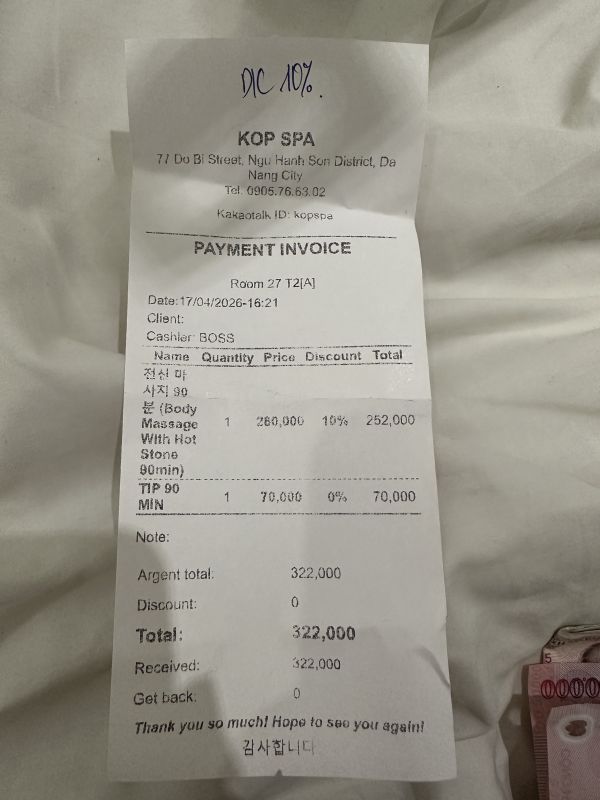 DIC 10%.
KOP SPA
77 Do Bi Street, Ngu Hanh Son District, Da
Nang City
Tel: 0905.76.63.02
Kakaotalk ID: kopspa
PAYMENT INVOICE
Room 27 T2[A]
Date:17/04/2026-16:21
Client:
Cashier: BOSS
Name Quantity Price Discount Total
전신 마
사지 90
분 (Body
Massage 1 280,000 10% 252,000
With Hot
Stone
90min)
TIP 90
MIN 1 70,000 0% 70,000
Note:
Argent total: 322,000
Discount: 0
Total: 322,000
Received: 322,000
Get back: 0
Thank you so much! Hope to see you again!
감사합니다